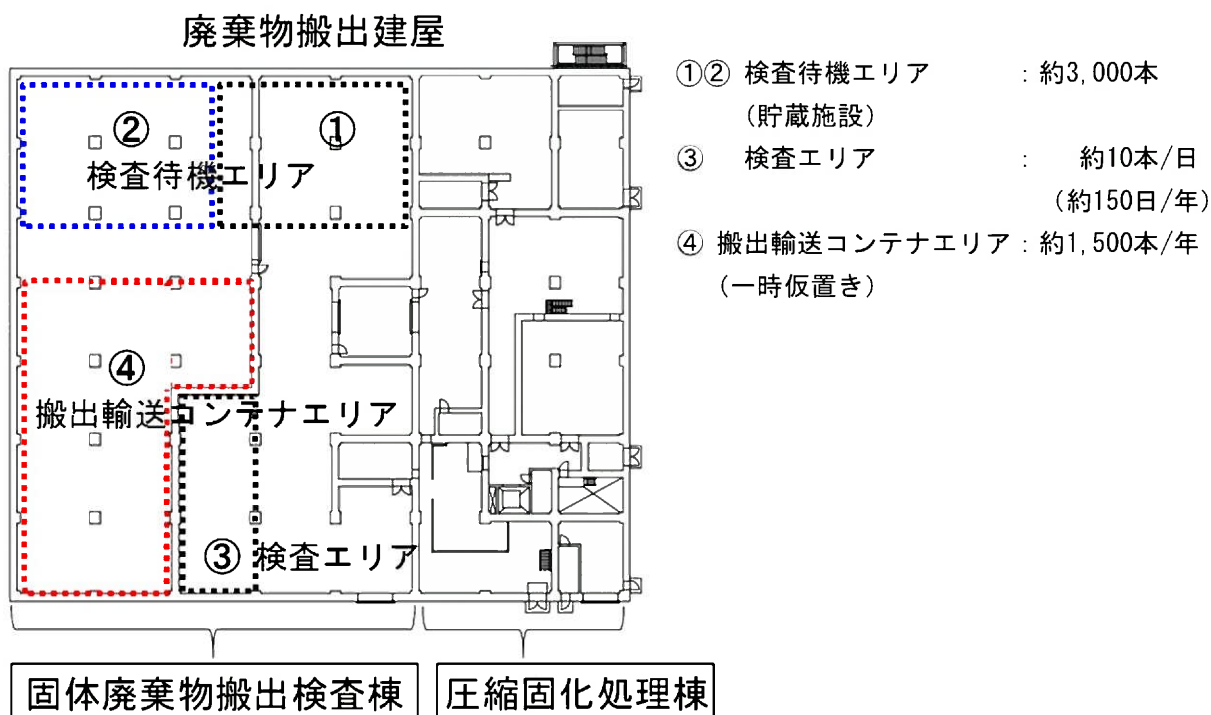 廃棄物搬出建屋
②
①
検査待機エリア
④
搬出輸送コンテナエリア
③ 検査エリア
固体廃棄物搬出検査棟
圧縮固化処理棟
①② 検査待機エリア : 約3,000本
(貯蔵施設)
③ 検査エリア : 約10本/日
(約150日/年)
④ 搬出輸送コンテナエリア : 約1,500本/年
(一時仮置き)